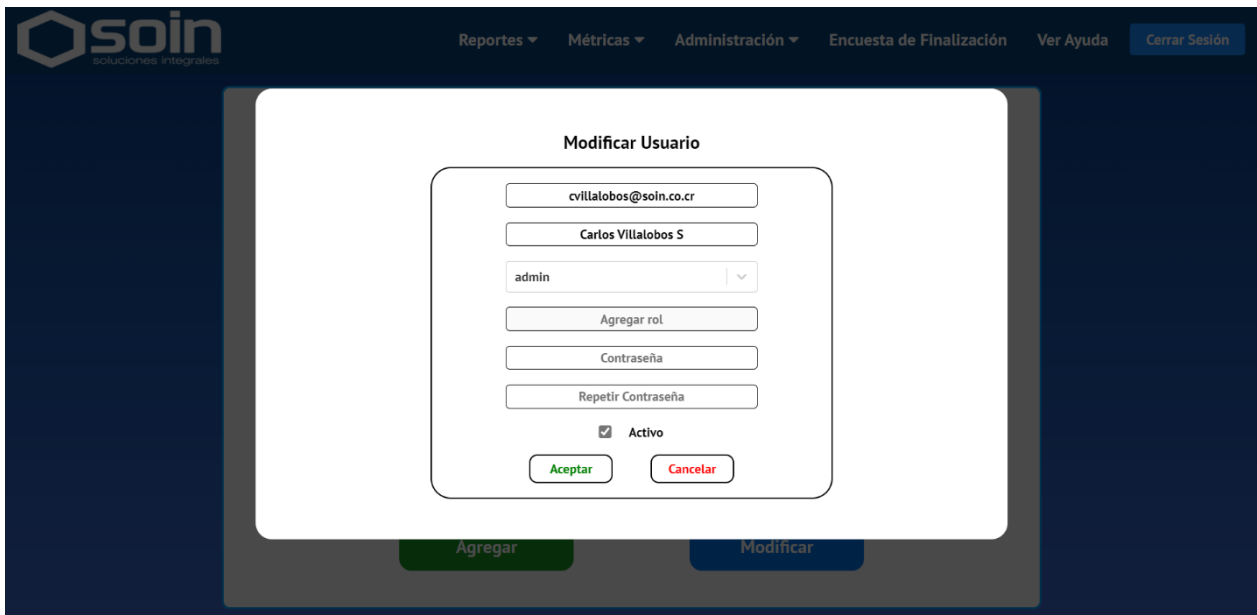 soin
soluciones integrales
Reportes Métricas Administración Encuesta de Finalización Ver Ayuda Cerrar Sesión
Modificar Usuario
cvillalobos@soin.co.cr
Carlos Villalobos S
admin
Agregar rol
Contraseña
Repetir Contraseña
Activo
Aceptar Cancelar
Agregar Modificar